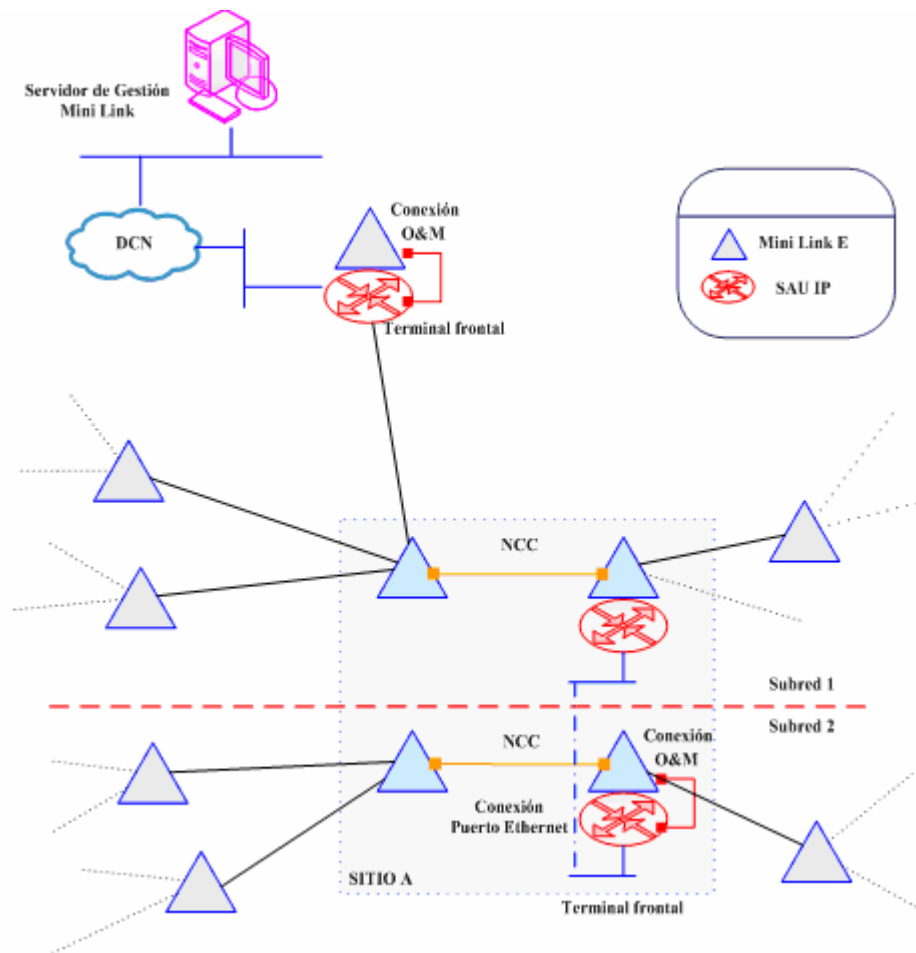 Servidor de Gestión
Mini Link
DCN
Conexión
O&M
Terminal frontal
Mini Link E
SAU IP
NCC
Subred 1
Subred 2
NCC
Conexión
O&M
Conexión
Puerto Ethernet
SITIO A
Terminal frontal